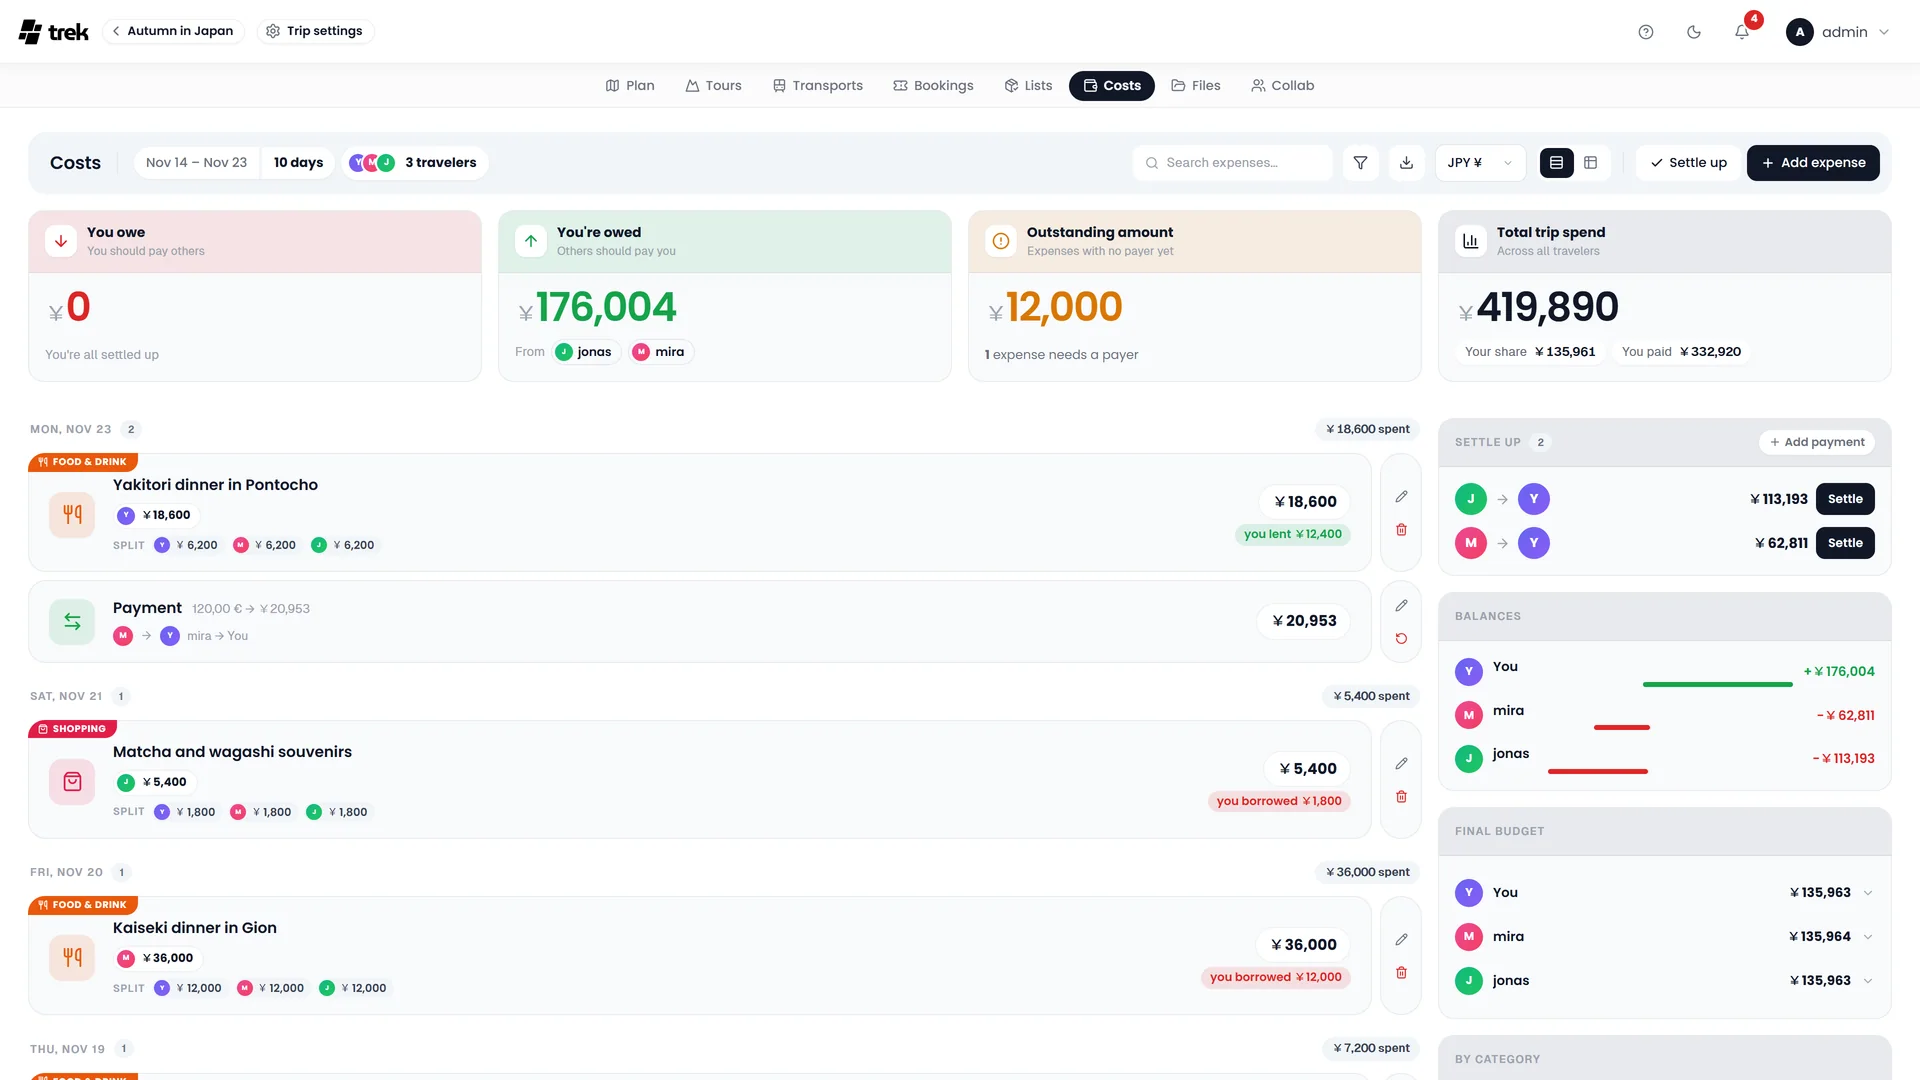 trek
Autumn in Japan
Trip settings
4
A
admin
Plan
Tours
Transports
Bookings
Lists
Costs
Files
Collab
Costs
Nov 14 – Nov 23
10 days
Y M J 3 travelers
Search expenses...
JPY ¥
Settle up
+ Add expense
You owe
You should pay others
¥0
You're all settled up
You're owed
Others should pay you
¥176,004
From J jonas M mira
Outstanding amount
Expenses with no payer yet
¥12,000
1 expense needs a payer
Total trip spend
Across all travelers
¥419,890
Your share ¥135,961 You paid ¥332,920
MON, NOV 23 2
¥18,600 spent
FOOD & DRINK
Yakitori dinner in Pontocho
Y ¥18,600
SPLIT Y ¥6,200 M ¥6,200 J ¥6,200
¥18,600
you lent ¥12,400
Payment 120,00 € → ¥20,953
M → Y mira → You
¥20,953
SAT, NOV 21 1
¥5,400 spent
SHOPPING
Matcha and wagashi souvenirs
J ¥5,400
SPLIT Y ¥1,800 M ¥1,800 J ¥1,800
¥5,400
you borrowed ¥1,800
FRI, NOV 20 1
¥36,000 spent
FOOD & DRINK
Kaiseki dinner in Gion
M ¥36,000
SPLIT Y ¥12,000 M ¥12,000 J ¥12,000
¥36,000
you borrowed ¥12,000
THU, NOV 19 1
¥7,200 spent
FOOD & DRINK
SETTLE UP 2
+ Add payment
J → Y ¥113,193 Settle
M → Y ¥62,811 Settle
BALANCES
Y You +¥176,004
M mira -¥62,811
J jonas -¥113,193
FINAL BUDGET
Y You ¥135,963
M mira ¥135,964
J jonas ¥135,963
BY CATEGORY